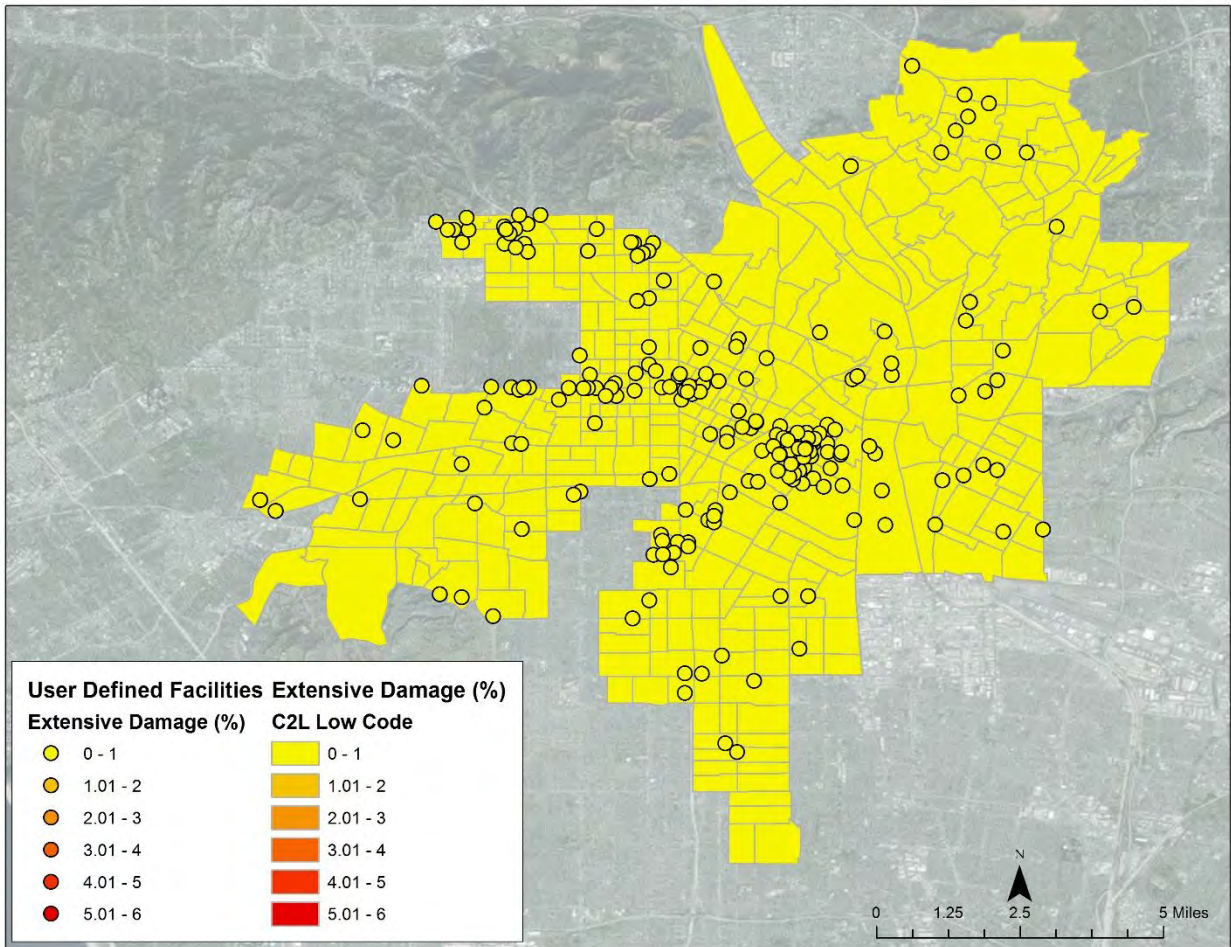 User Defined Facilities Extensive Damage (%)
Extensive Damage (%) C2L Low Code
0 - 1 0 - 1
1.01 - 2 1.01 - 2
2.01 - 3 2.01 - 3
3.01 - 4 3.01 - 4
4.01 - 5 4.01 - 5
5.01 - 6 5.01 - 6
N
0 1.25 2.5 5 Miles